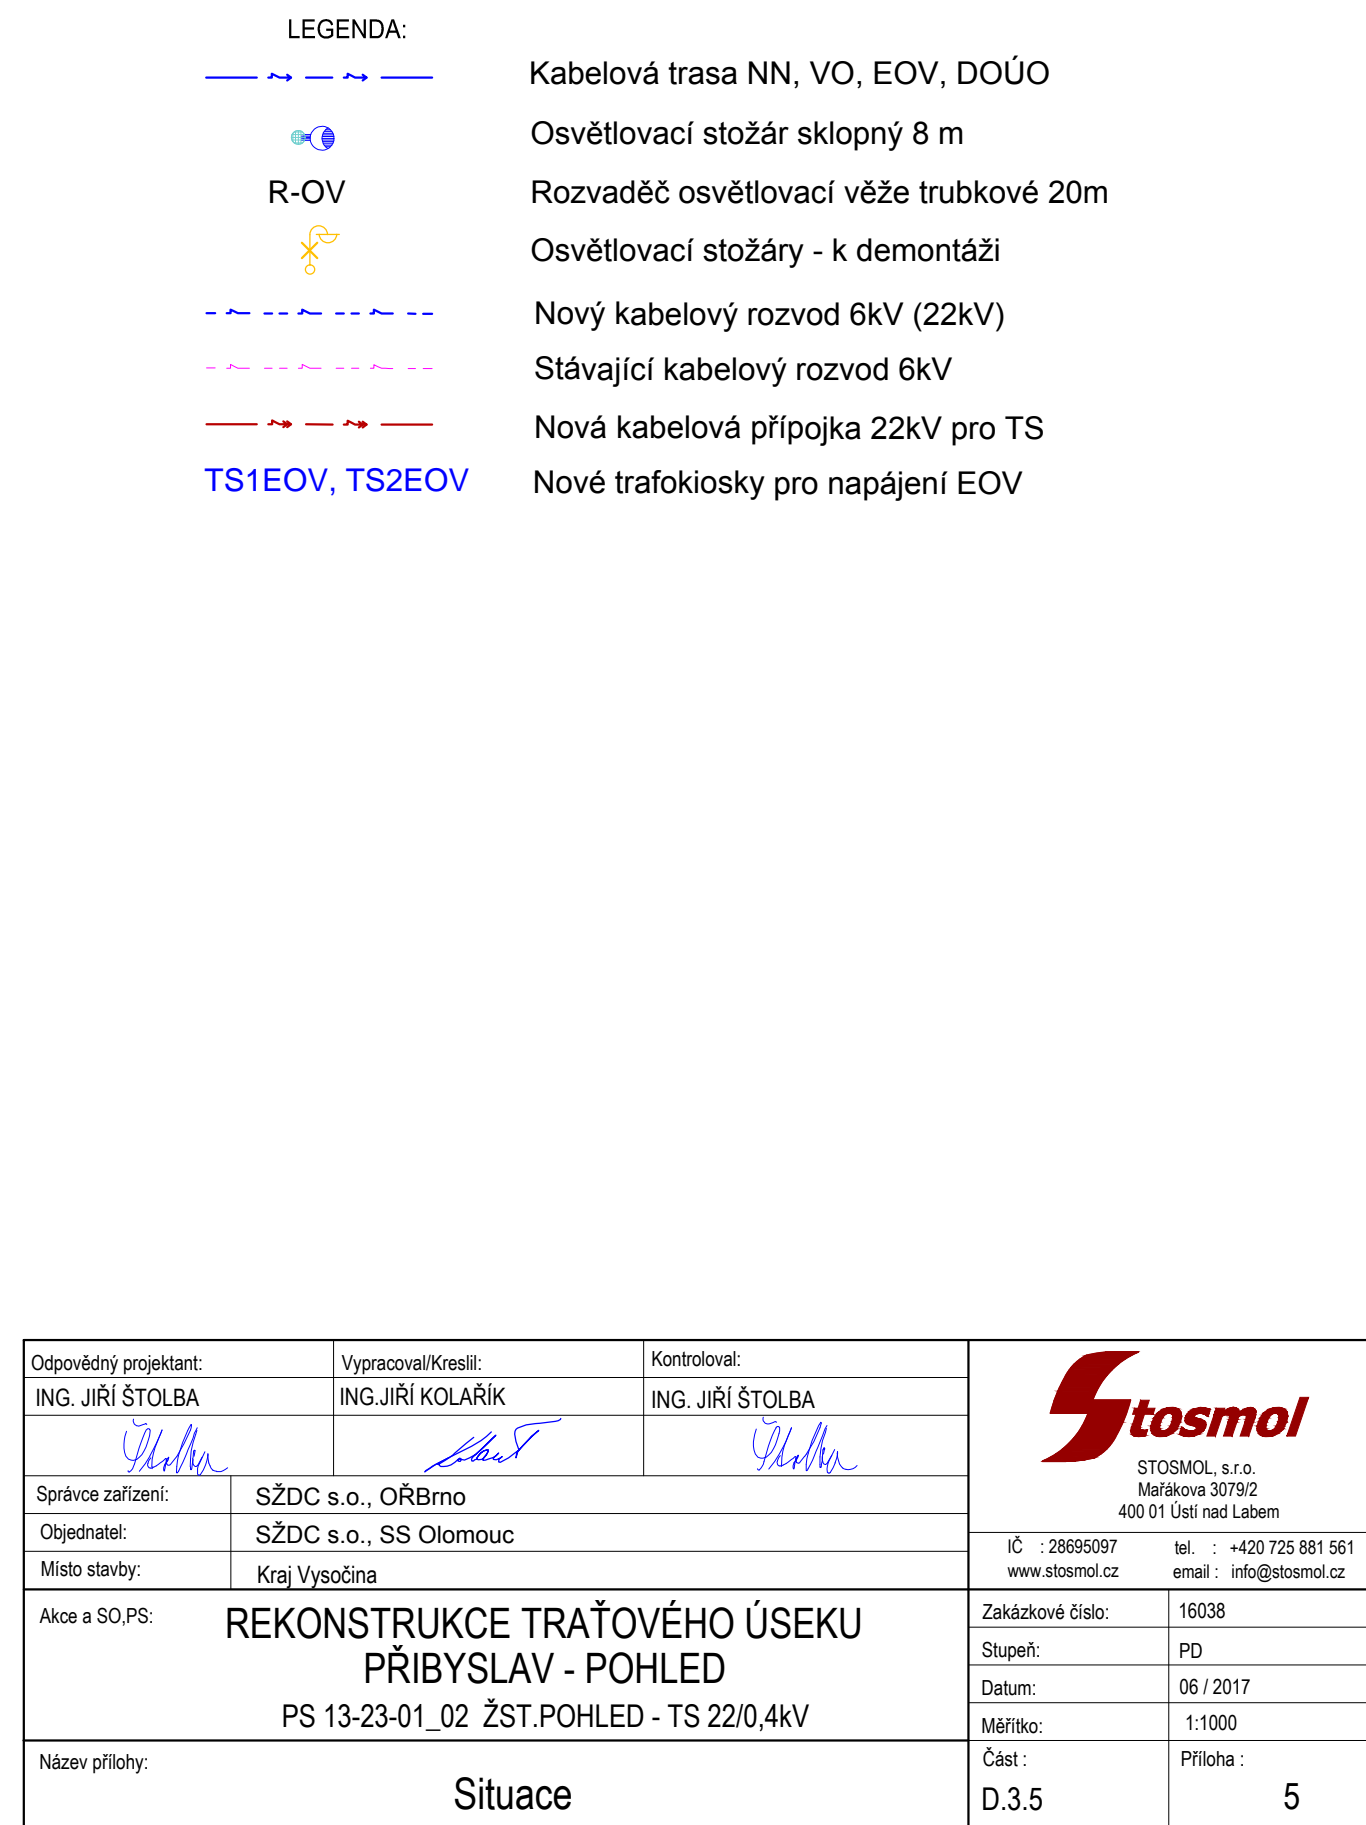 LEGENDA:
Kabelová trasa NN, VO, EOV, DOÚO
Osvětlovací stožár sklopný 8 m
R-OV Rozvaděč osvětlovací věže trubkové 20m
Osvětlovací stožáry - k demontáži
Nový kabelový rozvod 6kV (22kV)
Stávající kabelový rozvod 6kV
Nová kabelová přípojka 22kV pro TS
TS1EOV, TS2EOV Nové trafokiosky pro napájení EOV
Odpovědný projektant: Vypracoval/Kreslil: Kontroloval:
ING. JIŘÍ ŠTOLBA ING.JIŘÍ KOLAŘÍK ING. JIŘÍ ŠTOLBA
Správce zařízení: SŽDC s.o., OŘBrno
Objednatel: SŽDC s.o., SS Olomouc
Místo stavby: Kraj Vysočina
Stosmol
STOSMOL, s.r.o.
Mařákova 3079/2
400 01 Ústí nad Labem
IČ : 28695097 tel. : +420 725 881 561
www.stosmol.cz email : info@stosmol.cz
Akce a SO,PS: REKONSTRUKCE TRAŤOVÉHO ÚSEKU
PŘIBYSLAV - POHLED
PS 13-23-01_02 ŽST.POHLED - TS 22/0,4kV
Zakázkové číslo: 16038
Stupeň: PD
Datum: 06 / 2017
Měřítko: 1:1000
Název přílohy: Situace
Část : D.3.5
Příloha : 5